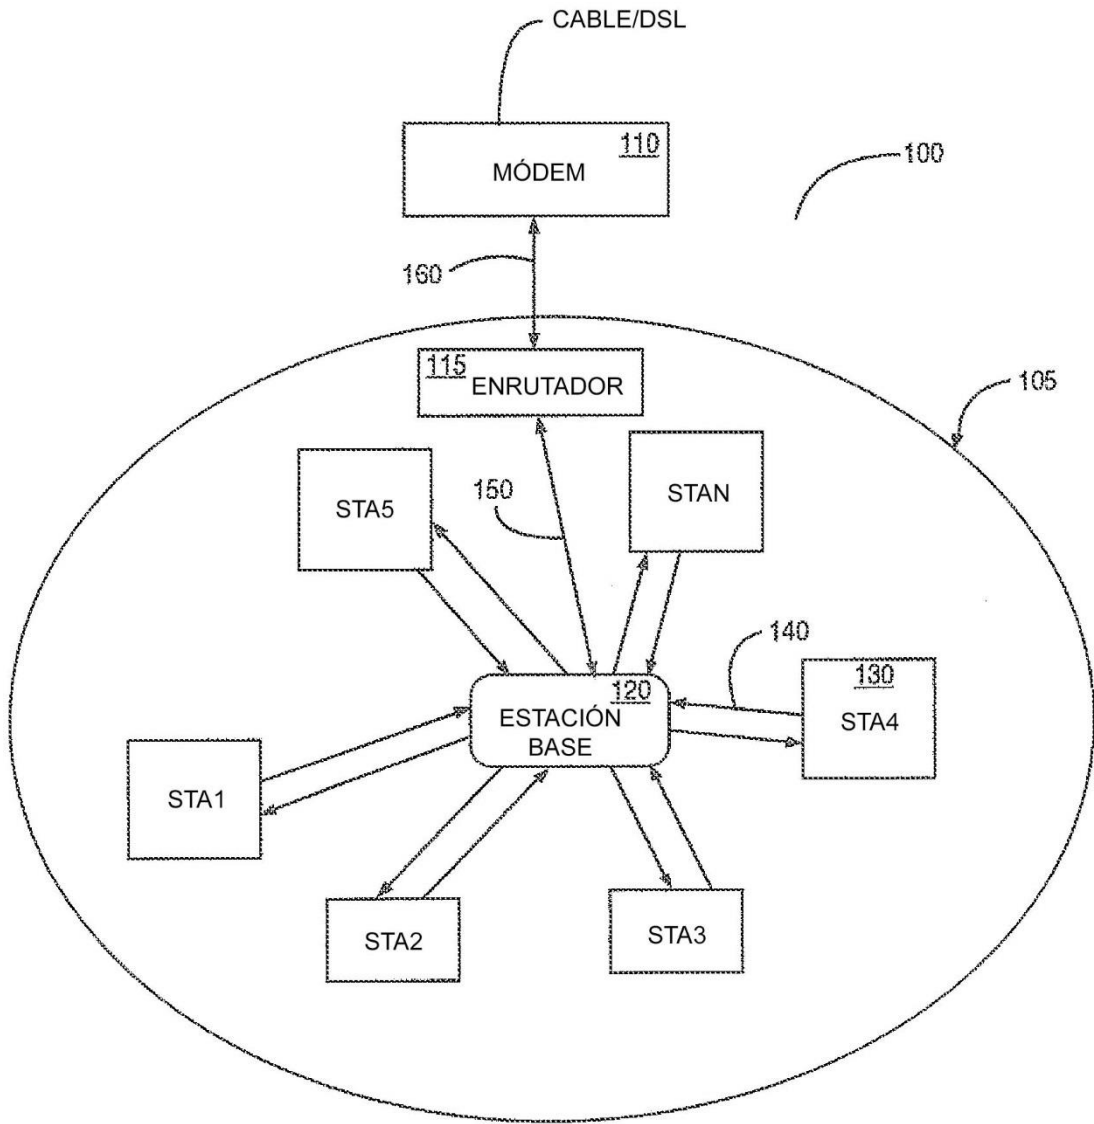 CABLE/DSL
110
MÓDEM
100
160
115
ENRUTADOR
105
STA5
150
STAN
140
120
ESTACIÓN
BASE
130
STA4
STA1
STA2
STA3